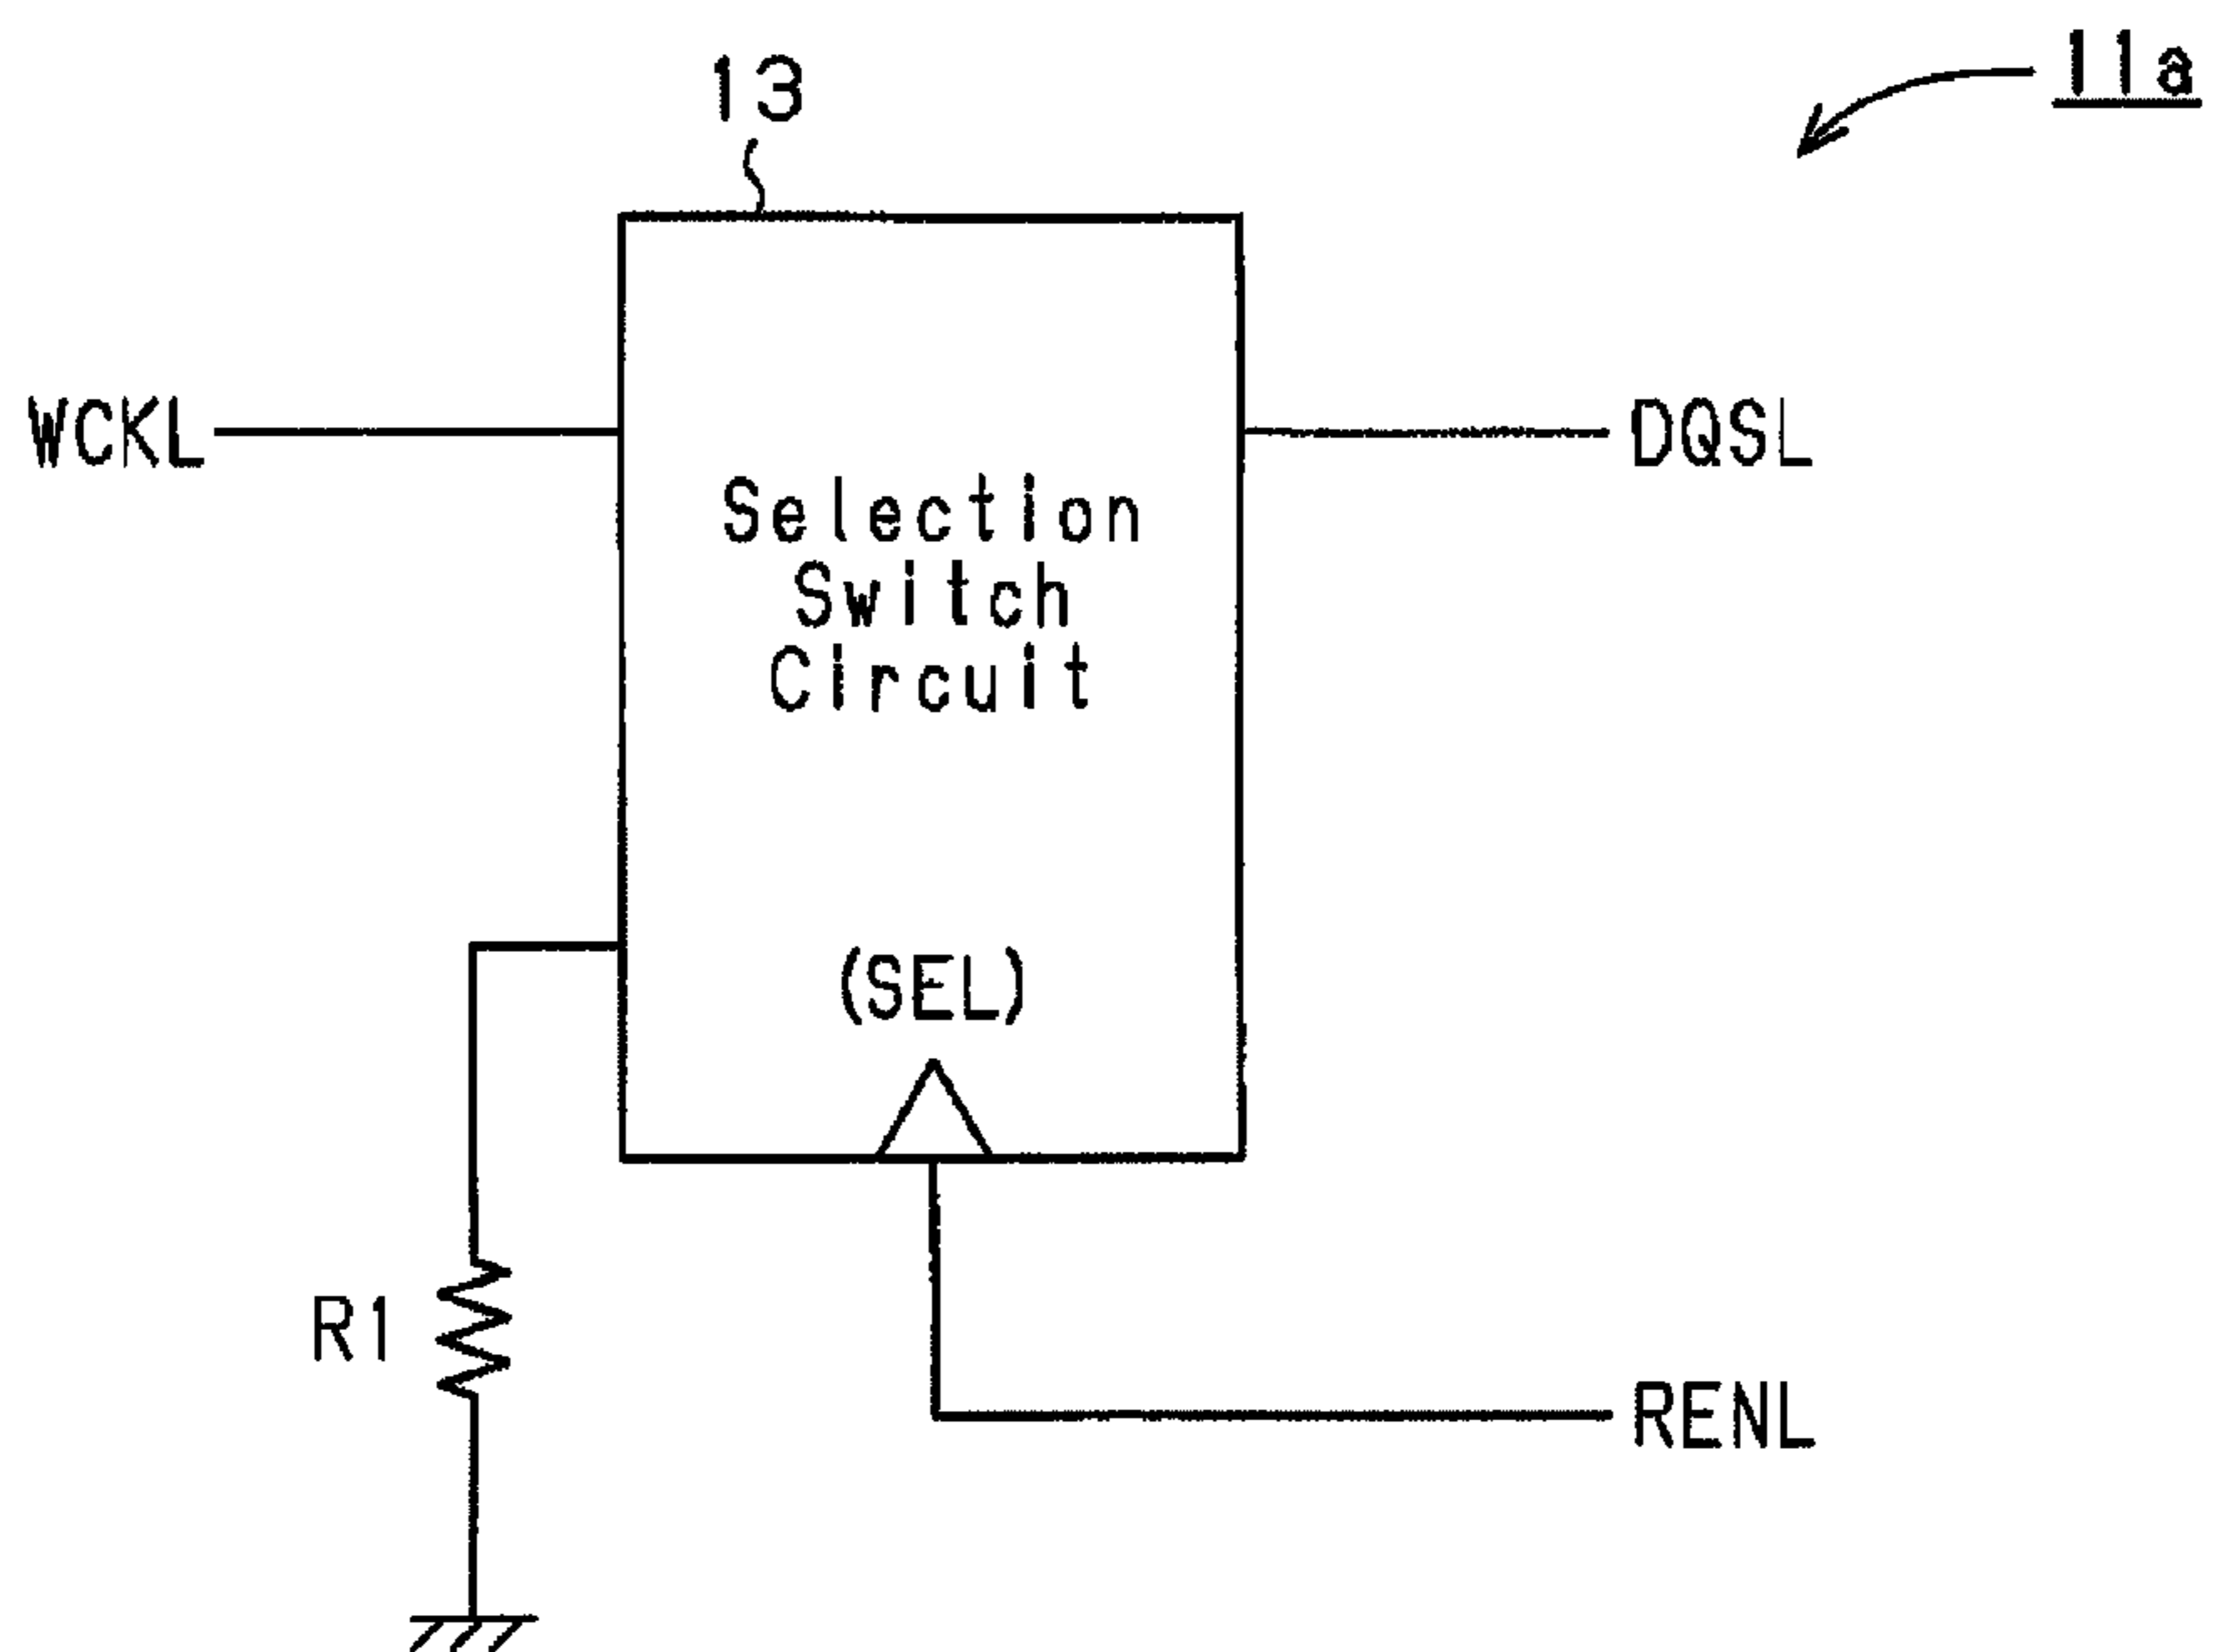 11a
13
WCKL
DQSL
Selection
Switch
Circuit
(SEL)
R1
RENL